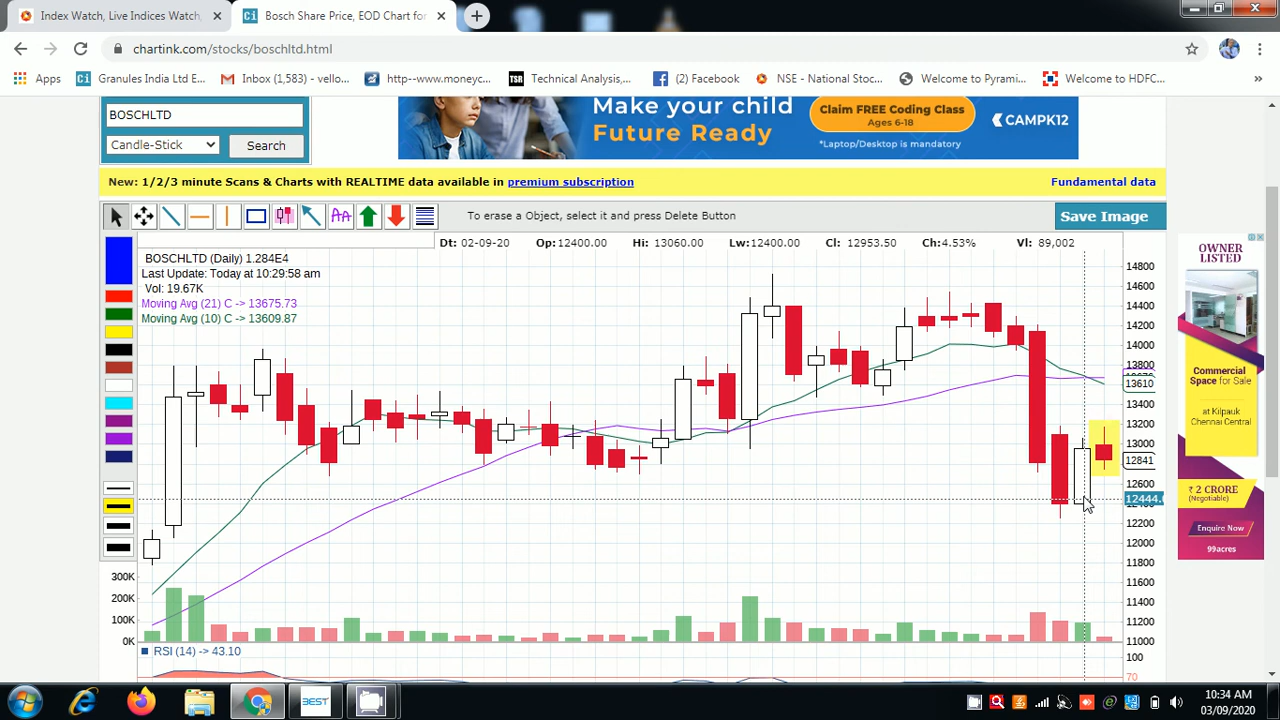 Index Watch, Live Indices Watch,
Bosch Share Price, EOD Chart for
chartink.com/stocks/boschltd.html
Apps
Granules India Ltd E...
Inbox (1,583) - vello...
http--www.moneyc...
TSR Technical Analysis,...
(2) Facebook
NSE - National Stoc...
Welcome to Pyrami...
Welcome to HDFC...
»
BOSCHLTD
Candle-Stick
Search
Make your child
Future Ready
Claim FREE Coding Class
Ages 6-18
*Laptop/Desktop is mandatory
CAMPK12
New: 1/2/3 minute Scans & Charts with REALTIME data available in premium subscription
Fundamental data
To erase a Object, select it and press Delete Button
Save Image
Dt: 02-09-20 Op:12400.00 Hi: 13060.00 Lw:12400.00 Cl: 12953.50 Ch:4.53% Vl: 89,002
BOSCHLTD (Daily) 1.284E4
Last Update: Today at 10:29:58 am
Vol: 19.67K
Moving Avg (21) C -> 13675.73
Moving Avg (10) C -> 13609.87
14800
14600
14400
14200
14000
13800
13610
13400
13200
13000
12841
12600
12444.
12200
12000
11800
11600
11400
11200
11000
300K
200K
100K
0K
RSI (14) -> 43.10
100
70
OWNER
LISTED
Commercial
Space for Sale
at Kilpauk
Chennai Central
₹ 2 CRORE
(Negotiable)
Enquire Now
99acres
BEST
10:34 AM
03/09/2020